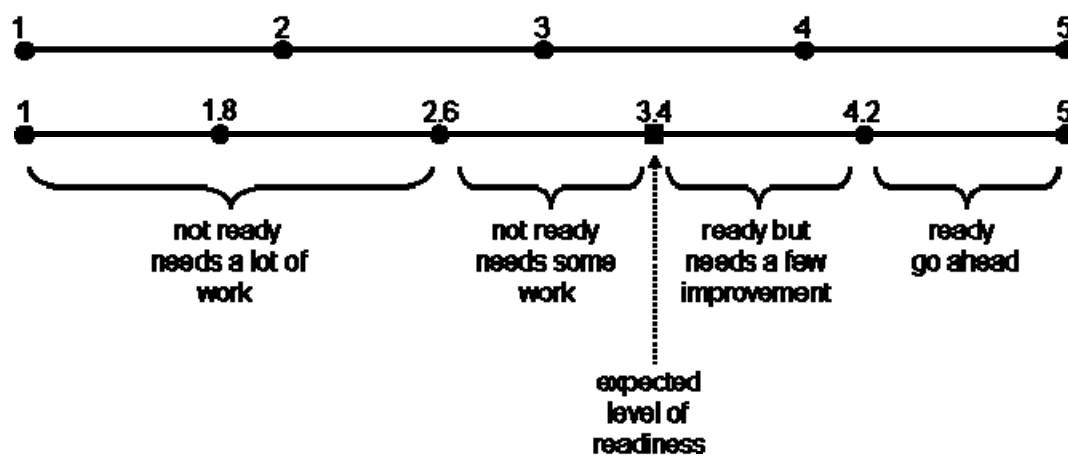 1 2 3 4 5
1 1.8 2.6 3.4 4.2 5
not ready
needs a lot of
work
not ready
needs some
work
ready but
needs a few
improvement
ready
go ahead
expected
level of
readiness